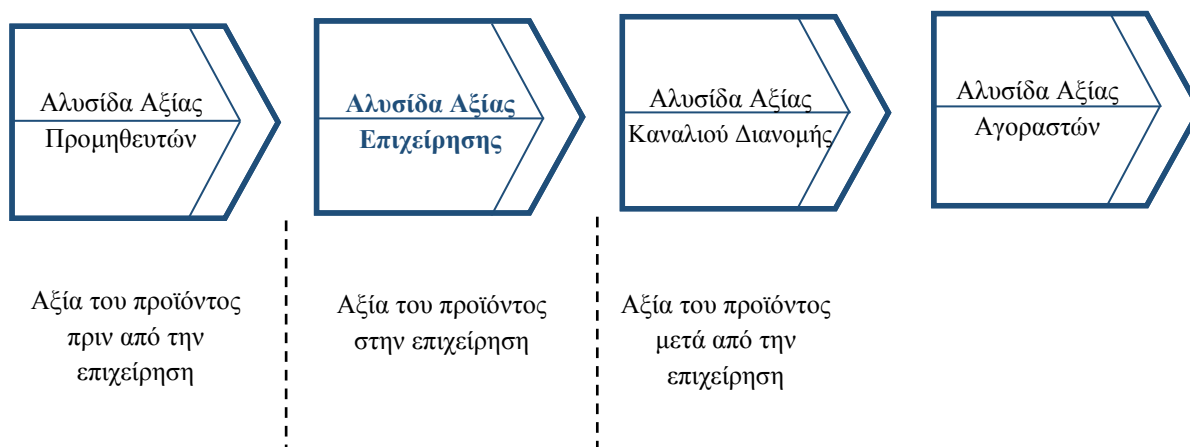 Αλυσίδα Αξίας
Προμηθευτών
Αλυσίδα Αξίας
Επιχείρησης
Αλυσίδα Αξίας
Καναλιού Διανομής
Αλυσίδα Αξίας
Αγοραστών
Αξία του προϊόντος
πριν από την
επιχείρηση
Αξία του προϊόντος
στην επιχείρηση
Αξία του προϊόντος
μετά από την
επιχείρηση